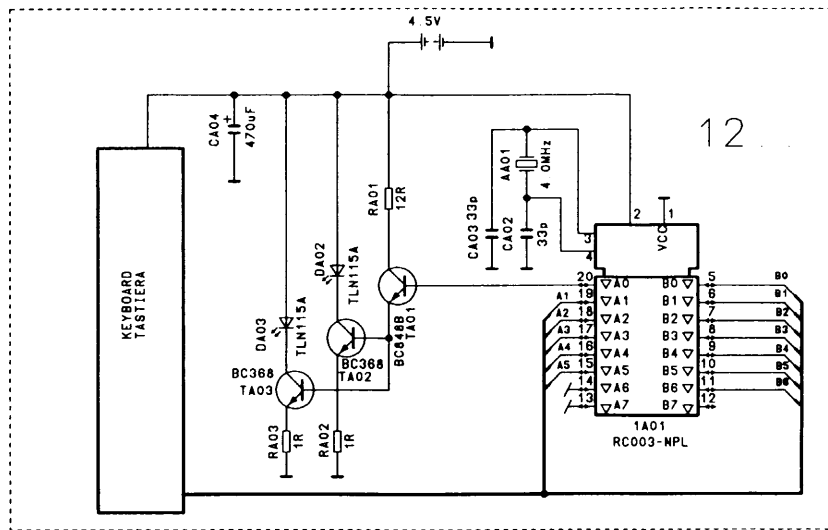 4.5V
12
CA04
+
470uF
RA01
12R
AA01
4.0MHz
CA03 33p
CA02
33p
2
1
VCC
3
4
KEYBOARD
TASTIERA
DA02
TLN115A
DA03
TLN115A
BC848B
TA01
BC368
TA02
BC368
TA03
RA03
1R
RA02
1R
20 A0 B0 5 B0
A1 19 A1 B1 6 B1
A2 18 A2 B2 7 B2
A3 17 A3 B3 8 B3
A4 16 A4 B4 9 B4
A5 15 A5 B5 10 B5
14 A6 B6 11 B6
13 A7 B7 12
1A01
RC003-NPL